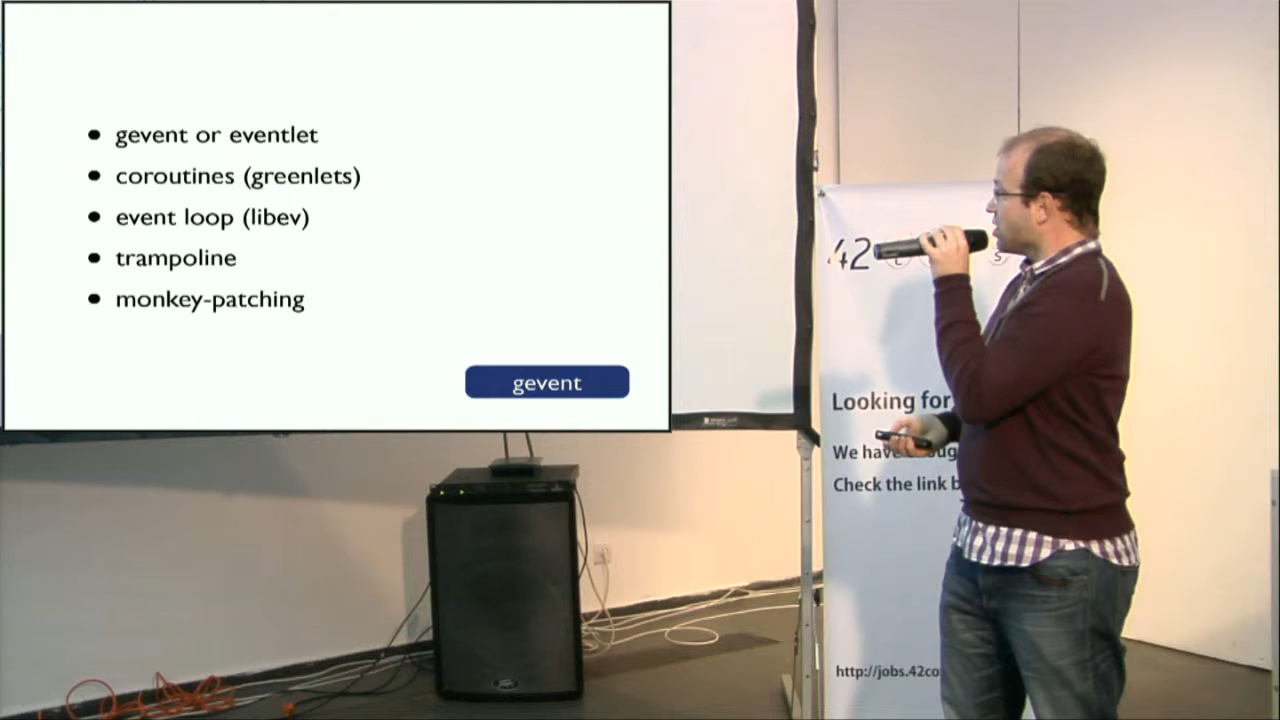 gevent or eventlet
coroutines (greenlets)
event loop (libev)
trampoline
monkey-patching
gevent
42
Looking for
We have
Check the link
http://jobs.42co